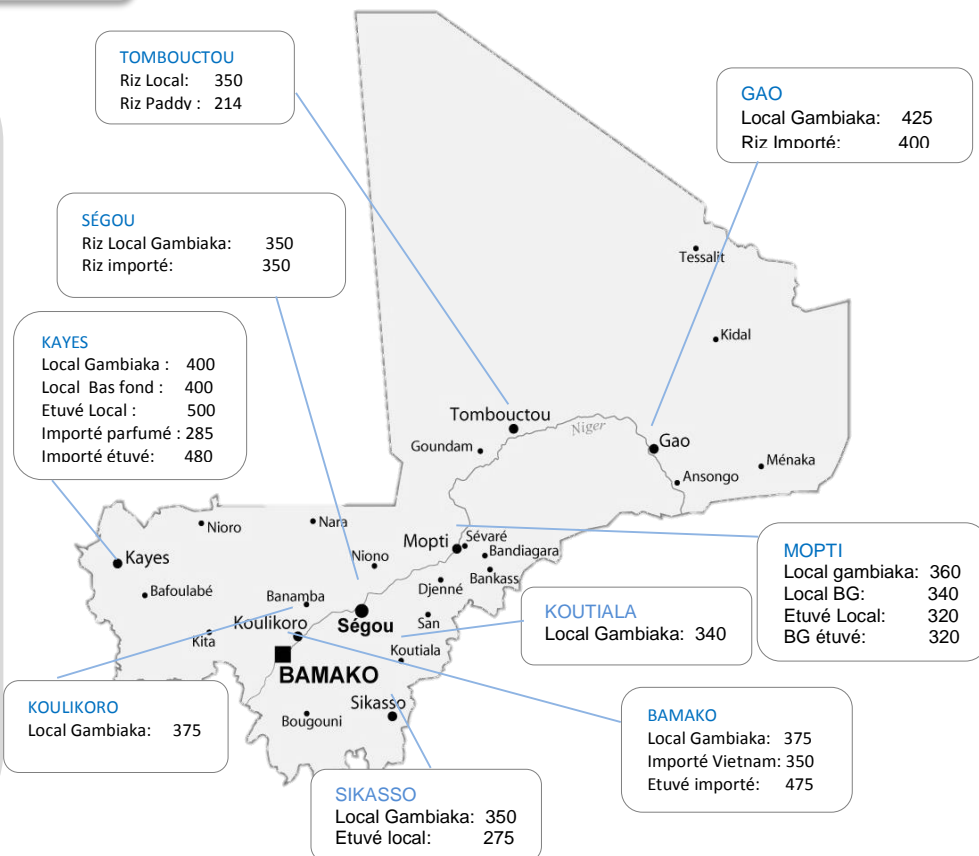 TOMBOUCTOU
Riz Local: 350
Riz Paddy : 214
GAO
Local Gambiaka: 425
Riz Importé: 400
SÉGOU
Riz Local Gambiaka: 350
Riz importé: 350
KAYES
Local Gambiaka : 400
Local Bas fond : 400
Etuvé Local : 500
Importé parfumé : 285
Importé étuvé: 480
Tessalit
Kidal
Tombouctou
Niger
Goundam
Gao
Ménaka
Ansongo
Nioro
Nara
Mopti
Sévaré
Bandiagara
Kayes
Niono
Bankass
Djenné
Bafoulabé
Banamba
Koulikoro
Ségou
San
Kita
Koutiala
BAMAKO
Sikasso
Bougouni
MOPTI
Local gambiaka: 360
Local BG: 340
Etuvé Local: 320
BG étuvé: 320
KOUTIALA
Local Gambiaka: 340
KOULIKORO
Local Gambiaka: 375
BAMAKO
Local Gambiaka: 375
Importé Vietnam: 350
Etuvé importé: 475
SIKASSO
Local Gambiaka: 350
Etuvé local: 275